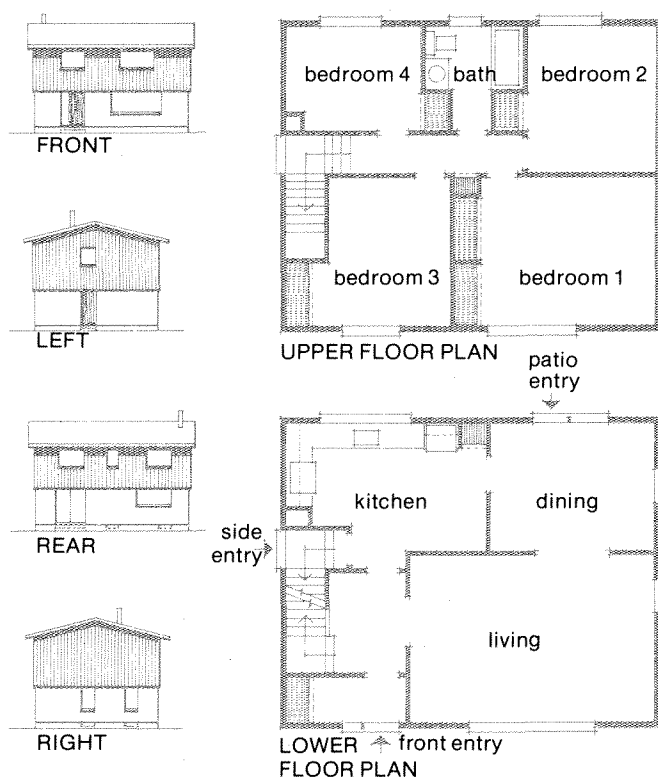 FRONT
LEFT
REAR
RIGHT
bedroom 4
bath
bedroom 2
bedroom 3
bedroom 1
UPPER FLOOR PLAN
patio
entry
kitchen
dining
side
entry
living
LOWER
FLOOR PLAN
front entry